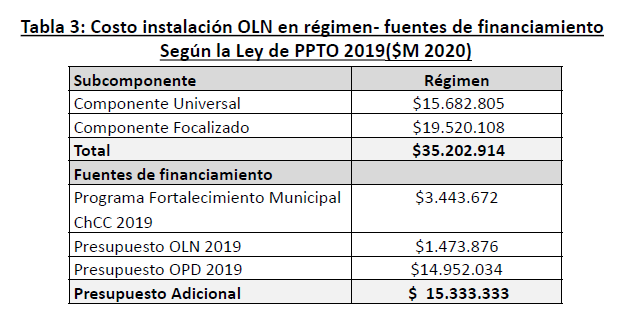 Tabla 3: Costo instalación OLN en régimen- fuentes de financiamiento
Según la Ley de PPTO 2019($M 2020)
Subcomponente Régimen
Componente Universal $15.682.805
Componente Focalizado $19.520.108
Total $35.202.914
Fuentes de financiamiento
Programa Fortalecimiento Municipal $3.443.672
ChCC 2019
Presupuesto OLN 2019 $1.473.876
Presupuesto OPD 2019 $14.952.034
Presupuesto Adicional $ 15.333.333